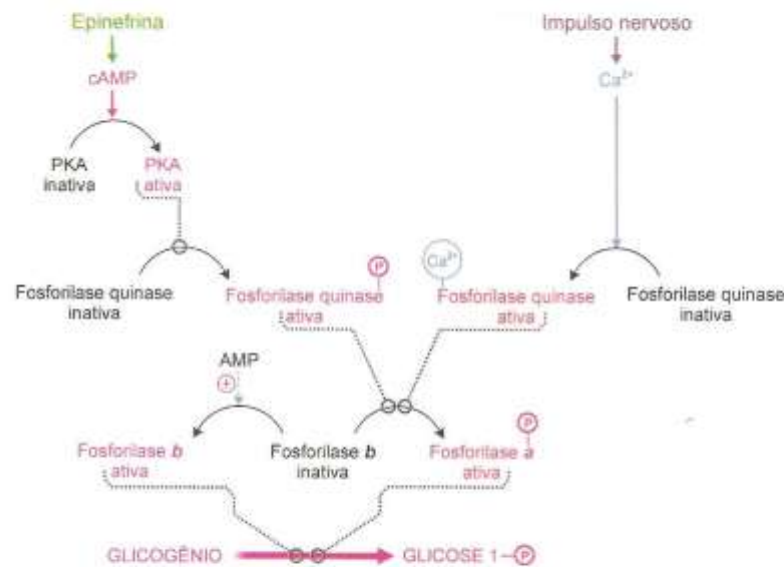 Epinefrina
Impulso nervoso
cAMP
Ca²⁺
PKA
inativa
PKA
ativa
P
Ca²⁺
Fosforilase quinase
inativa
Fosforilase quinase
ativa
Fosforilase quinase
ativa
Fosforilase quinase
inativa
AMP
+
P
Fosforilase b
ativa
Fosforilase b
inativa
Fosforilase a
ativa
GLICOGÊNIO
GLICOSE 1–P